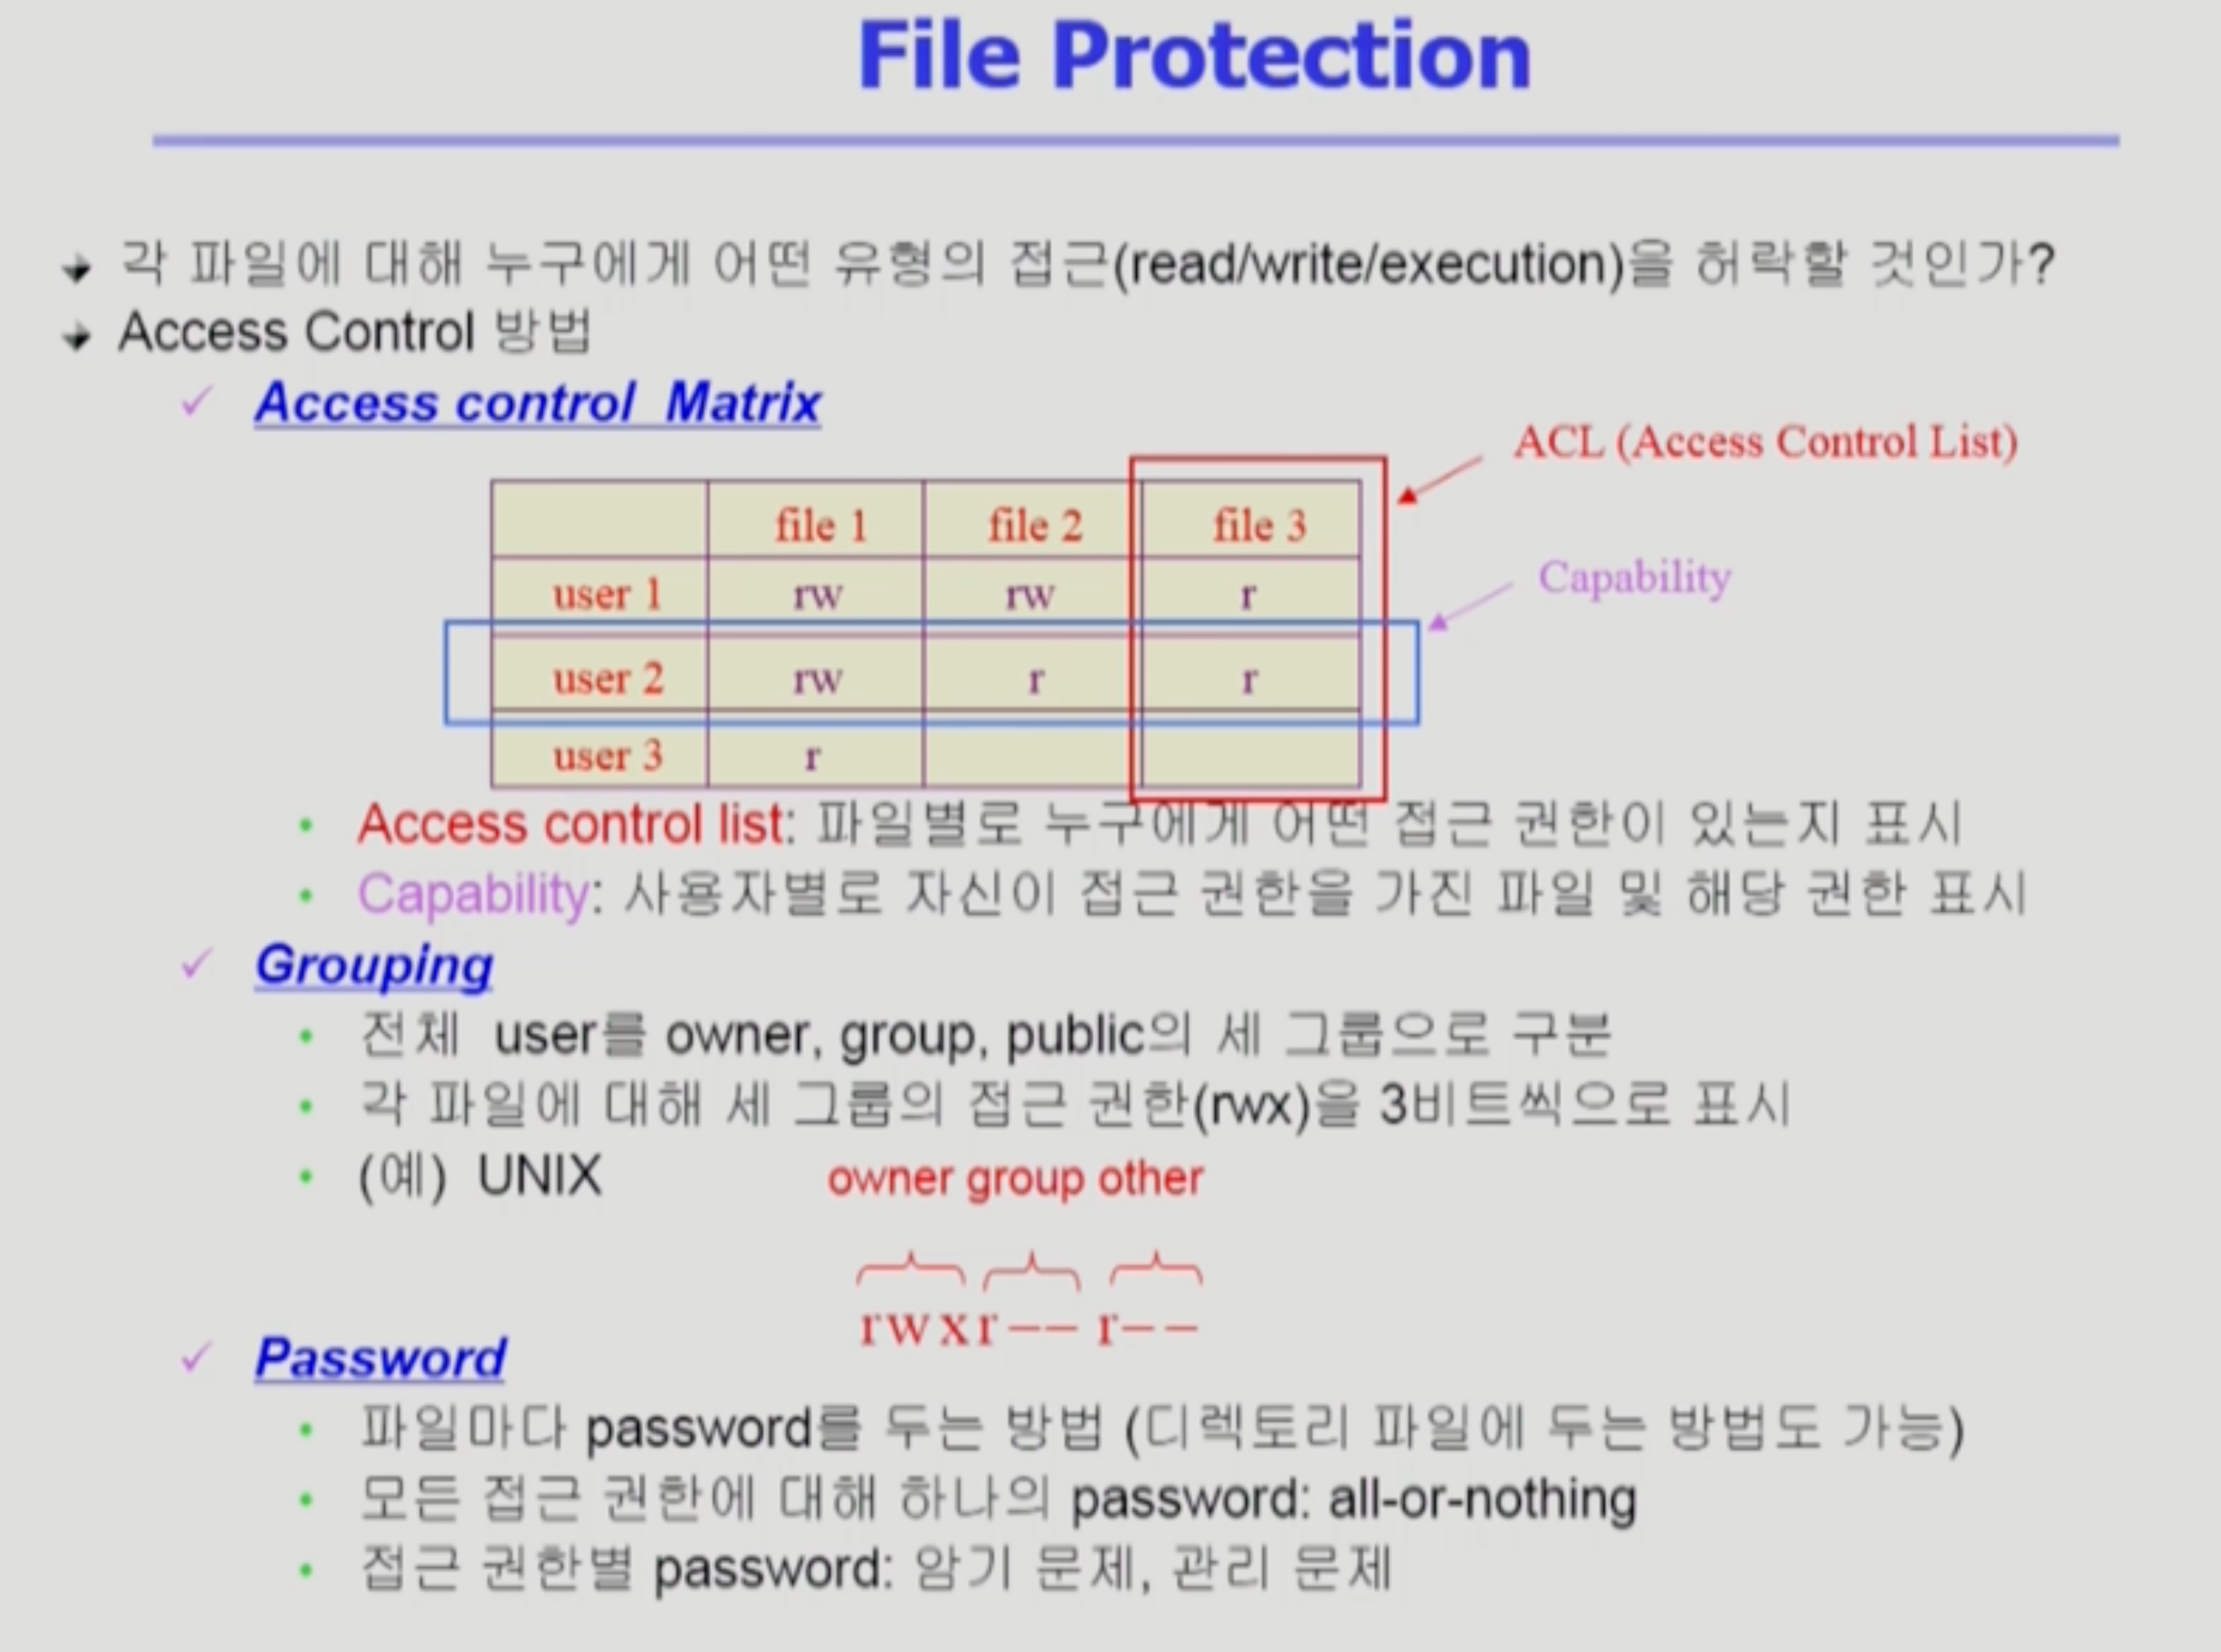 File Protection
각 파일에 대해 누구에게 어떤 유형의 접근(read/write/execution)을 허락할 것인가?
Access Control 방법
Access control Matrix
ACL (Access Control List)
file 1 file 2 file 3
Capability
user 1 rw rw r
user 2 rw r r
user 3 r
Access control list: 파일별로 누구에게 어떤 접근 권한이 있는지 표시
Capability: 사용자별로 자신이 접근 권한을 가진 파일 및 해당 권한 표시
Grouping
전체 user를 owner, group, public의 세 그룹으로 구분
각 파일에 대해 세 그룹의 접근 권한(rwx)을 3비트씩으로 표시
(예) UNIX owner group other
rwxr-- r--
Password
파일마다 password를 두는 방법 (디렉토리 파일에 두는 방법도 가능)
모든 접근 권한에 대해 하나의 password: all-or-nothing
접근 권한별 password: 암기 문제, 관리 문제